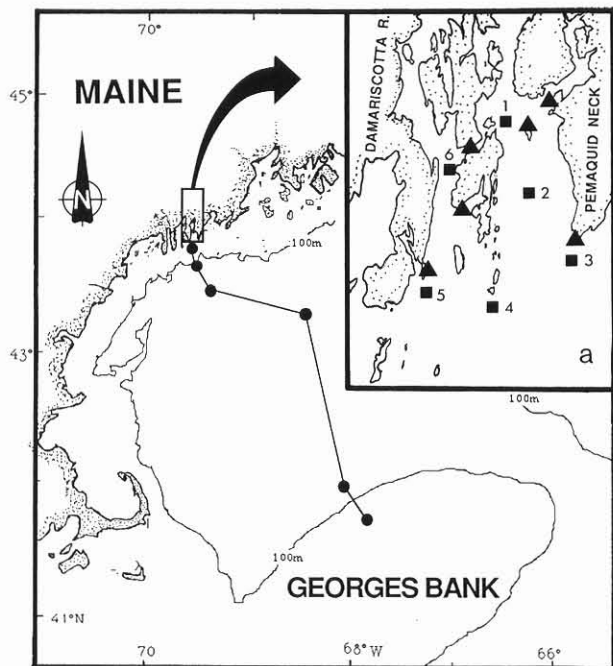 70°
45°
MAINE
N
100m
43°
100m
GEORGES BANK
41°N
70
68°W
66°
100m
DAMARISCOTTA R.
PEMAQUID NECK
1
6
2
3
5
4
a